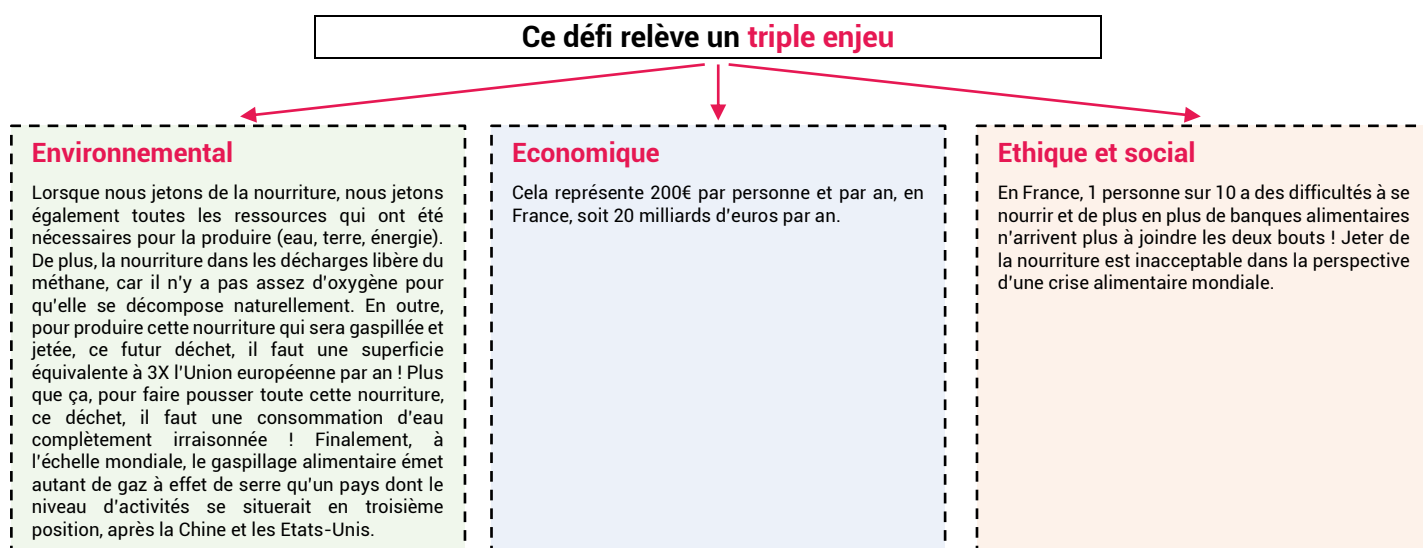 Ce défi relève un triple enjeu
Environnemental
Lorsque nous jetons de la nourriture, nous jetons
également toutes les ressources qui ont été
nécessaires pour la produire (eau, terre, énergie).
De plus, la nourriture dans les décharges libère du
méthane, car il n'y a pas assez d'oxygène pour
qu'elle se décompose naturellement. En outre,
pour produire cette nourriture qui sera gaspillée et
jetée, ce futur déchet, il faut une superficie
équivalente à 3X l'Union européenne par an ! Plus
que ça, pour faire pousser toute cette nourriture,
ce déchet, il faut une consommation d'eau
complètement irraisonnée ! Finalement, à
l'échelle mondiale, le gaspillage alimentaire émet
autant de gaz à effet de serre qu'un pays dont le
niveau d'activités se situerait en troisième
position, après la Chine et les Etats-Unis.
Economique
Cela représente 200€ par personne et par an, en
France, soit 20 milliards d'euros par an.
Ethique et social
En France, 1 personne sur 10 a des difficultés à se
nourrir et de plus en plus de banques alimentaires
n'arrivent plus à joindre les deux bouts ! Jeter de
la nourriture est inacceptable dans la perspective
d'une crise alimentaire mondiale.